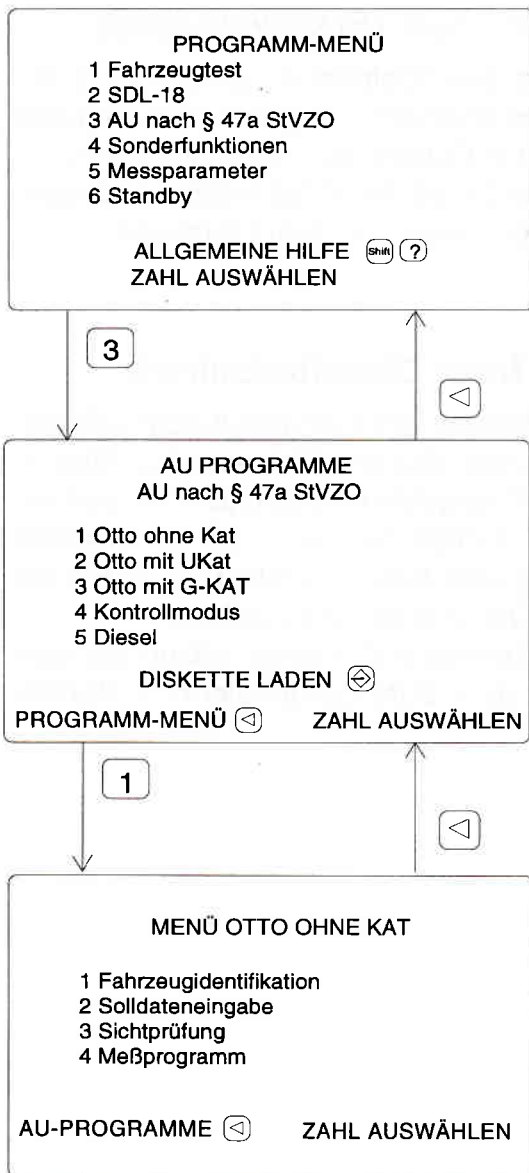 PROGRAMM-MENÜ
1 Fahrzeugtest
2 SDL-18
3 AU nach § 47a StVZO
4 Sonderfunktionen
5 Messparameter
6 Standby
ALLGEMEINE HILFE Shift ?
ZAHL AUSWÄHLEN
3
AU PROGRAMME
AU nach § 47a StVZO
1 Otto ohne Kat
2 Otto mit UKat
3 Otto mit G-KAT
4 Kontrollmodus
5 Diesel
DISKETTE LADEN
PROGRAMM-MENÜ ZAHL AUSWÄHLEN
1
MENÜ OTTO OHNE KAT
1 Fahrzeugidentifikation
2 Solldateneingabe
3 Sichtprüfung
4 Meßprogramm
AU-PROGRAMME ZAHL AUSWÄHLEN